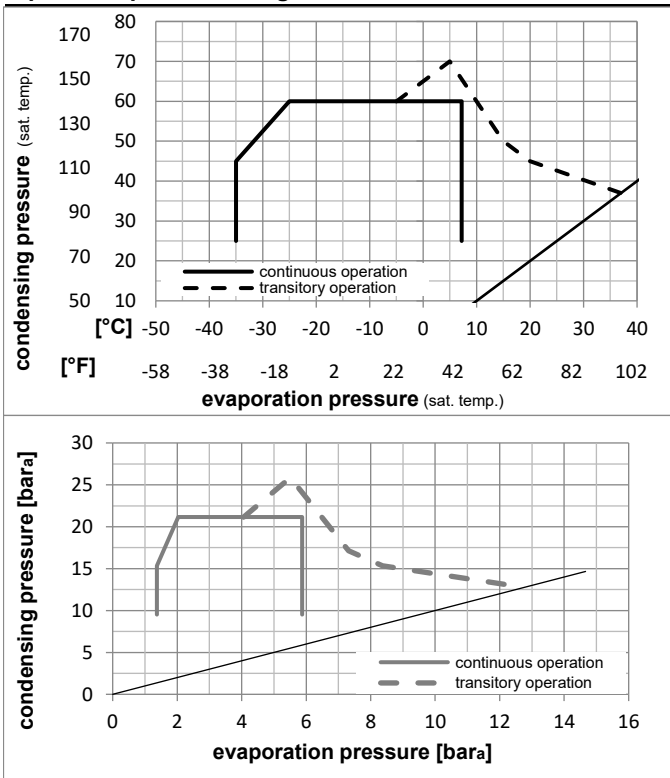 condensing pressure (sat. temp.)
170 80
70
150 60
130 50
110 40
90 30
70 20
50 10
continuous operation
transitory operation
[°C] -50 -40 -30 -20 -10 0 10 20 30 40
[°F] -58 -38 -18 2 22 42 62 82 102
evaporation pressure (sat. temp.)
condensing pressure [bara]
30
25
20
15
10
5
0
continuous operation
transitory operation
0 2 4 6 8 10 12 14 16
evaporation pressure [bara]